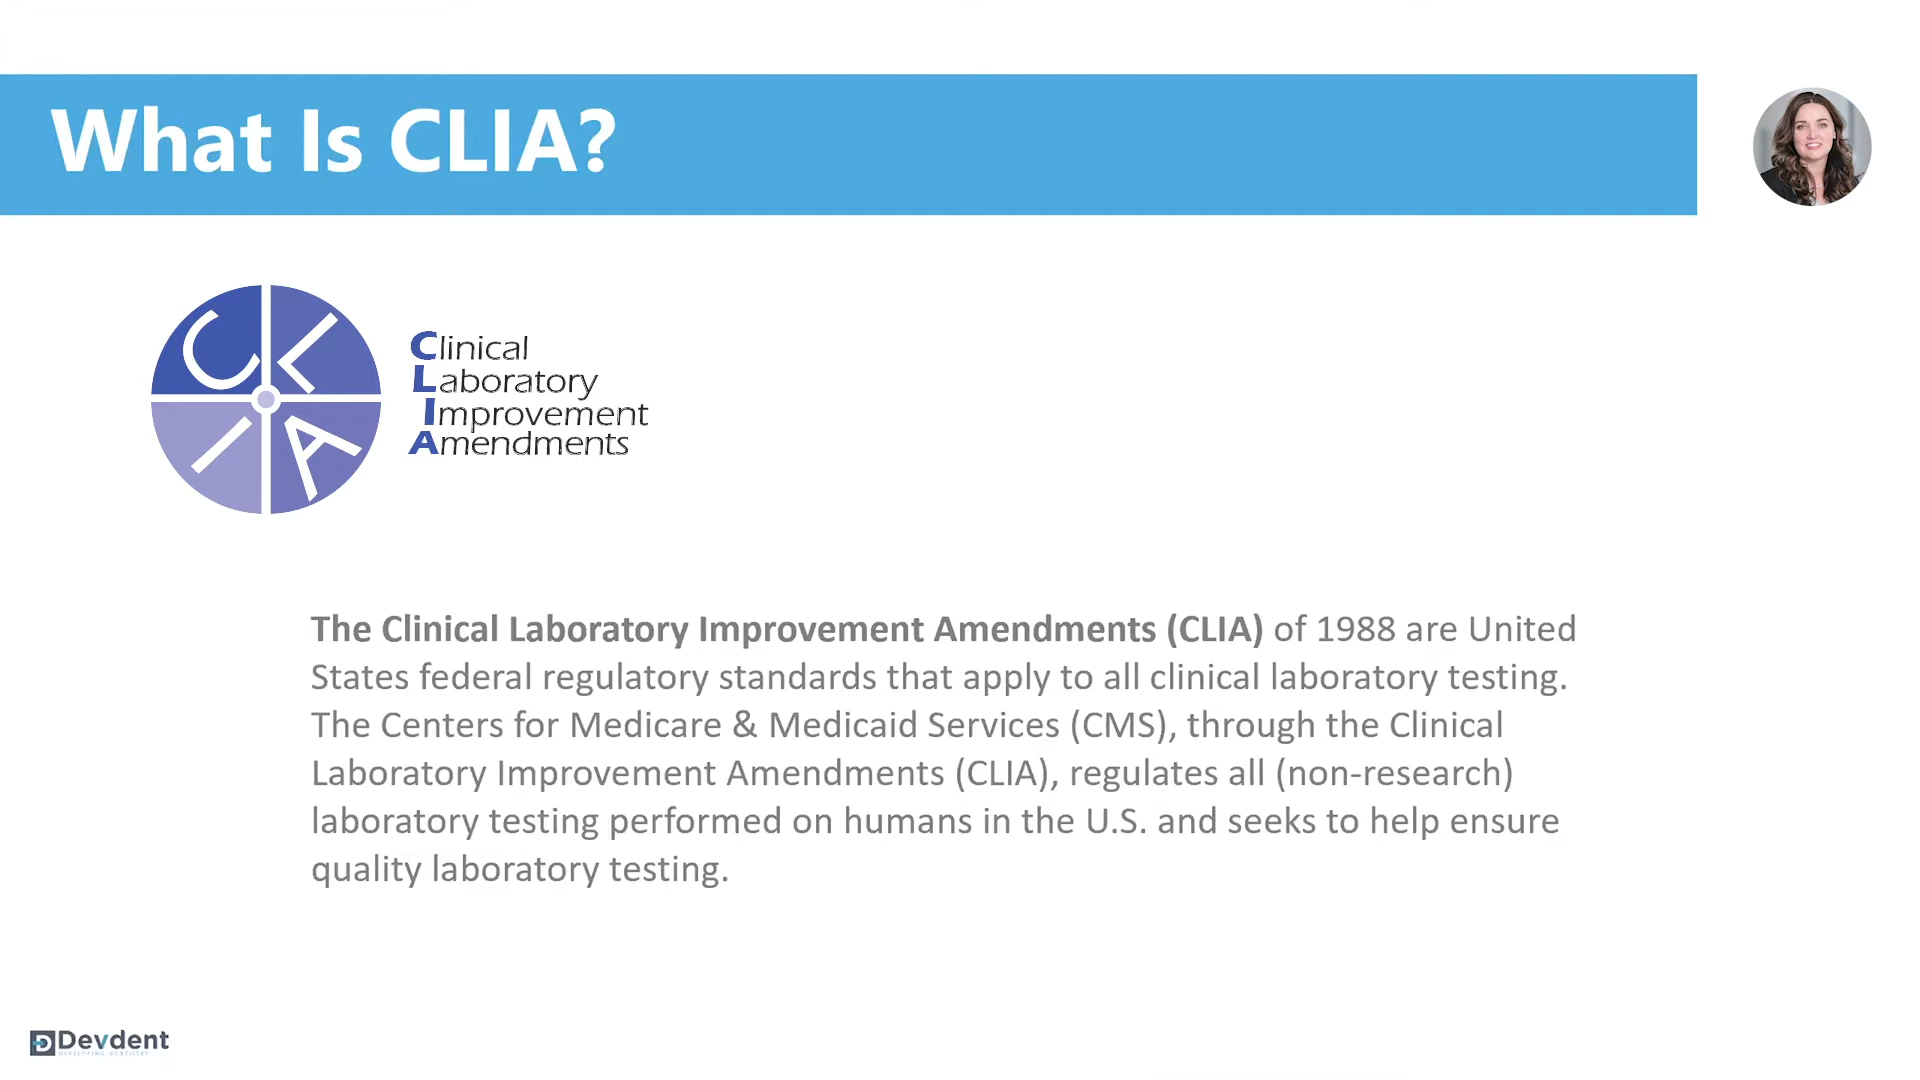 What Is CLIA?
C L I A
Clinical
Laboratory
Improvement
Amendments
The Clinical Laboratory Improvement Amendments (CLIA) of 1988 are United
States federal regulatory standards that apply to all clinical laboratory testing.
The Centers for Medicare & Medicaid Services (CMS), through the Clinical
Laboratory Improvement Amendments (CLIA), regulates all (non-research)
laboratory testing performed on humans in the U.S. and seeks to help ensure
quality laboratory testing.
Devdent
DEVELOPING DENTISTRY